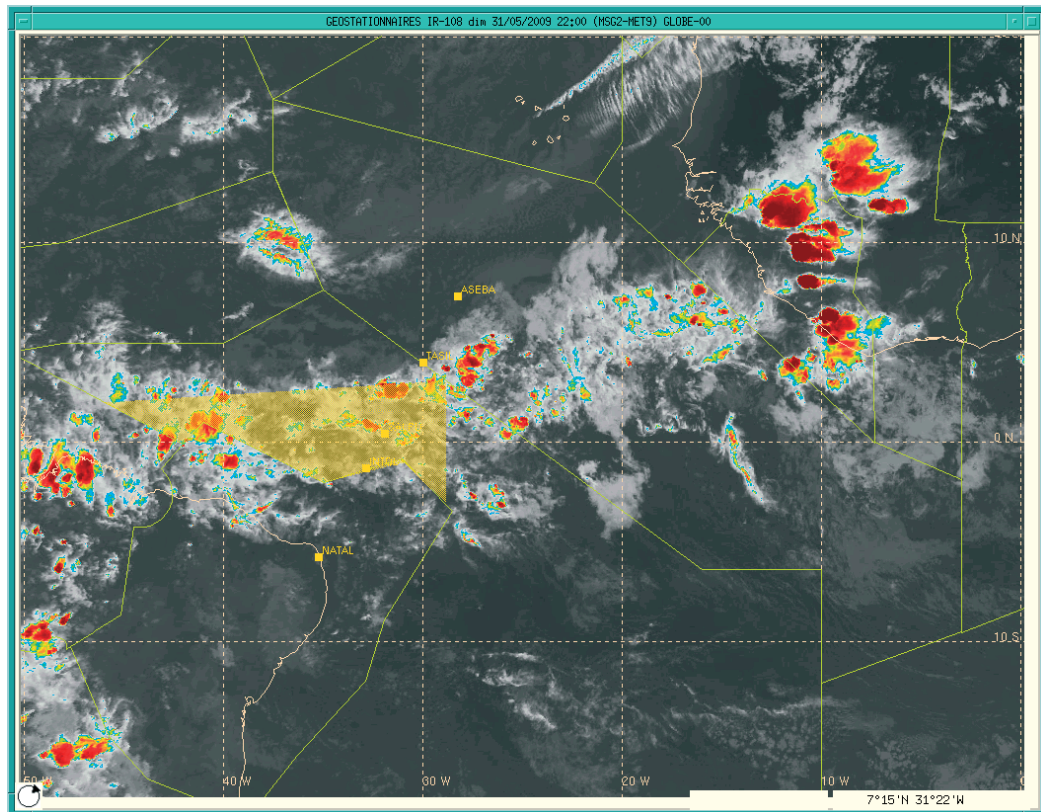 GEOSTATIONNAIRES IR-108 dim 31/05/2009 22:00 (MSG2-MET9) GLOBE-00
10 N
ASEBA
0 N
NATAL
10 S
50 W 40 W 30 W 20 W 10 W
7°15'N 31°22'W